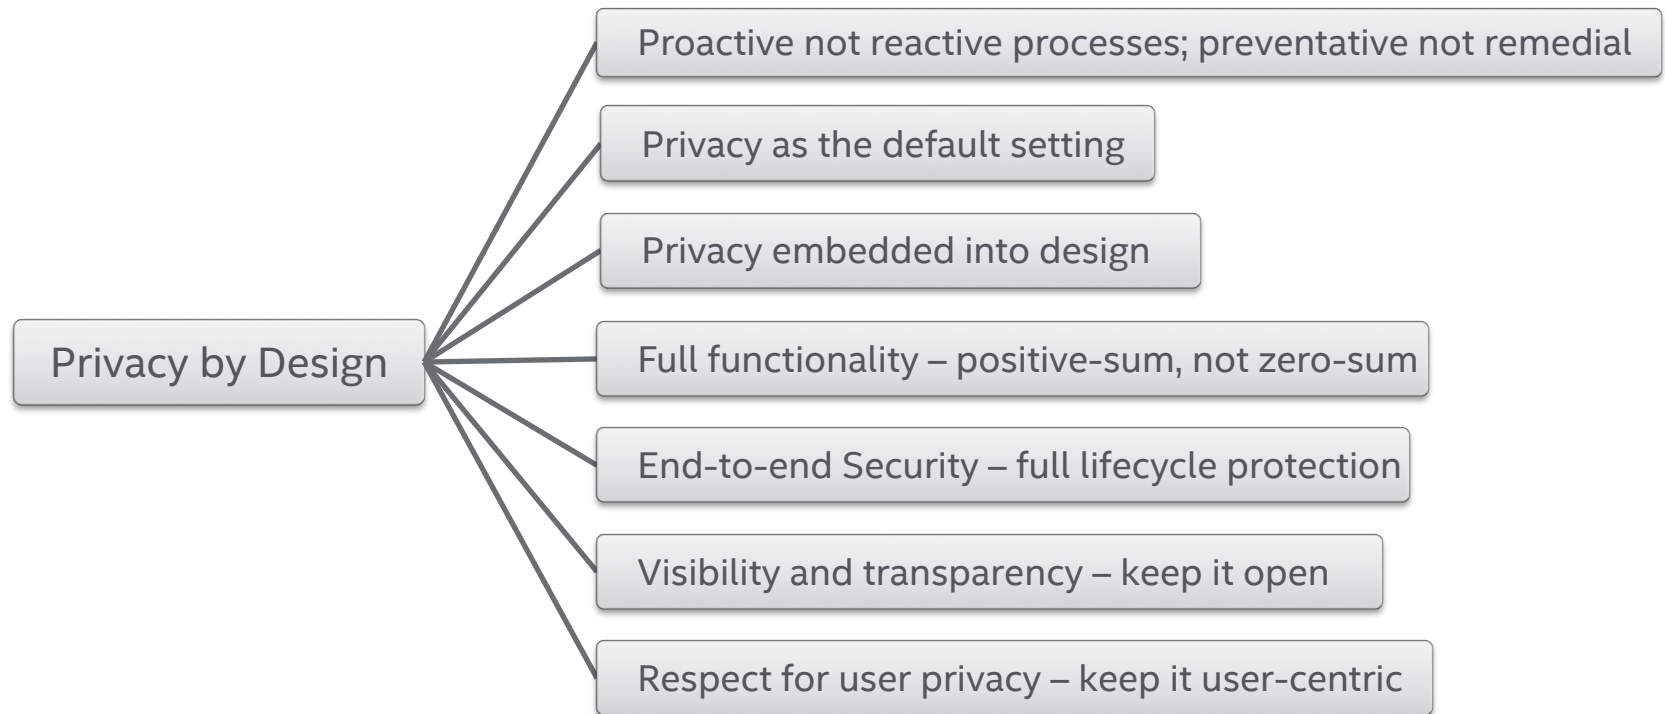 Proactive not reactive processes; preventative not remedial
Privacy as the default setting
Privacy embedded into design
Privacy by Design
Full functionality – positive-sum, not zero-sum
End-to-end Security – full lifecycle protection
Visibility and transparency – keep it open
Respect for user privacy – keep it user-centric